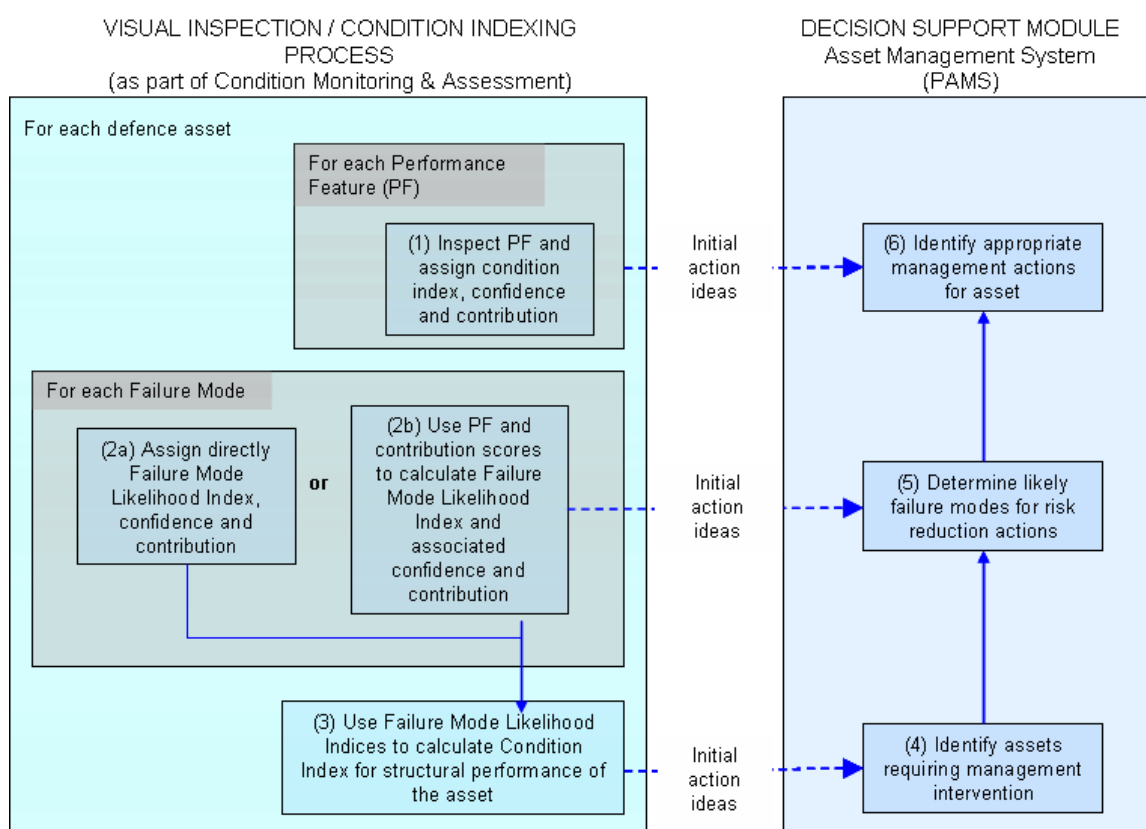 VISUAL INSPECTION / CONDITION INDEXING
PROCESS
(as part of Condition Monitoring & Assessment)
DECISION SUPPORT MODULE
Asset Management System
(PAMS)
For each defence asset
For each Performance
Feature (PF)
(1) Inspect PF and
assign condition
index, confidence
and contribution
Initial
action
ideas
(6) Identify appropriate
management actions
for asset
For each Failure Mode
(2a) Assign directly
Failure Mode
Likelihood Index,
confidence and
contribution
or
(2b) Use PF and
contribution scores
to calculate Failure
Mode Likelihood
Index and
associated
confidence and
contribution
Initial
action
ideas
(5) Determine likely
failure modes for risk
reduction actions
(3) Use Failure Mode Likelihood
Indices to calculate Condition
Index for structural performance of
the asset
Initial
action
ideas
(4) Identify assets
requiring management
intervention